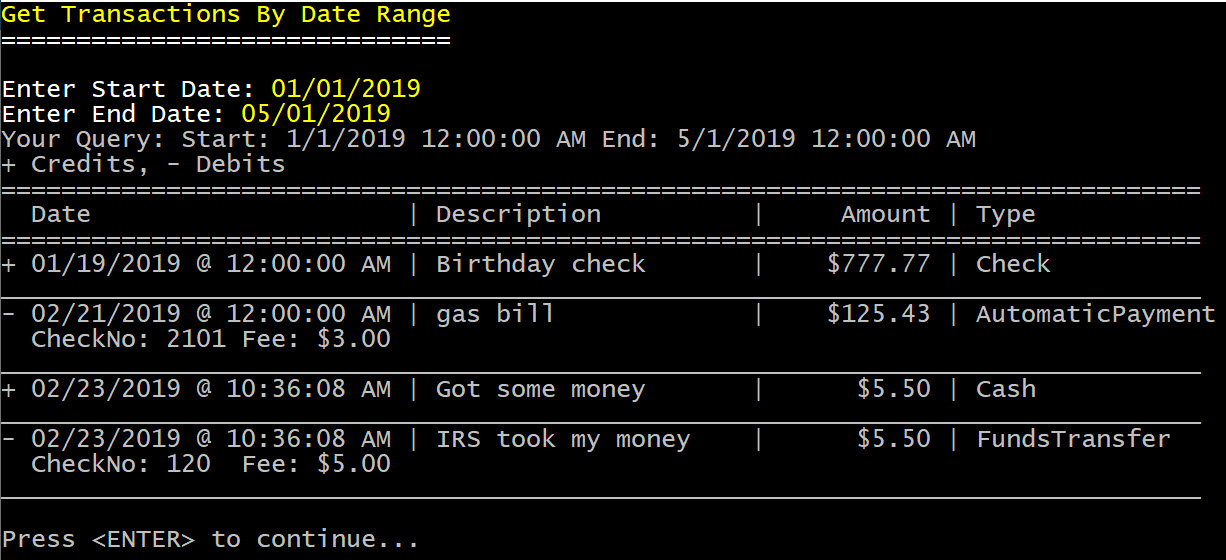 Get Transactions By Date Range
==============================
Enter Start Date: 01/01/2019
Enter End Date: 05/01/2019
Your Query: Start: 1/1/2019 12:00:00 AM End: 5/1/2019 12:00:00 AM
+ Credits, - Debits
================================================================================
  Date                     | Description          |     Amount | Type
================================================================================
+ 01/19/2019 @ 12:00:00 AM | Birthday check       |    $777.77 | Check
________________________________________________________________________________
- 02/21/2019 @ 12:00:00 AM | gas bill             |    $125.43 | AutomaticPayment
  CheckNo: 2101 Fee: $3.00
________________________________________________________________________________
+ 02/23/2019 @ 10:36:08 AM | Got some money       |      $5.50 | Cash
________________________________________________________________________________
- 02/23/2019 @ 10:36:08 AM | IRS took my money    |      $5.50 | FundsTransfer
  CheckNo: 120  Fee: $5.00
________________________________________________________________________________
Press <ENTER> to continue...